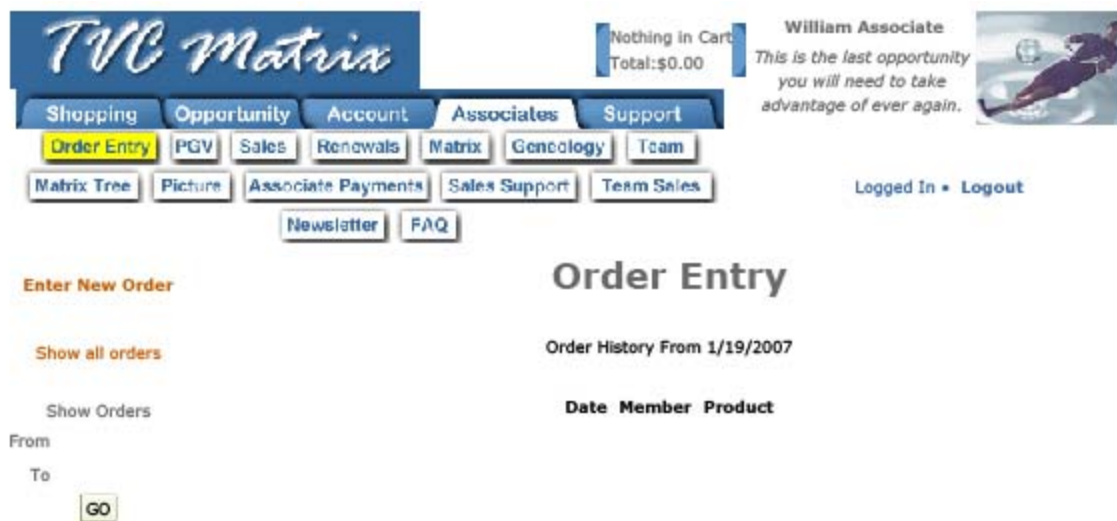 TVC Matrix
Nothing in Cart
Total:$0.00
William Associate
This is the last opportunity
you will need to take
advantage of ever again.
Shopping Opportunity Account Associates Support
Order Entry PGV Sales Renewals Matrix Geneology Team
Matrix Tree Picture Associate Payments Sales Support Team Sales
Newsletter FAQ
Logged In • Logout
Enter New Order
Order Entry
Show all orders
Order History From 1/19/2007
Show Orders
Date Member Product
From
To
GO